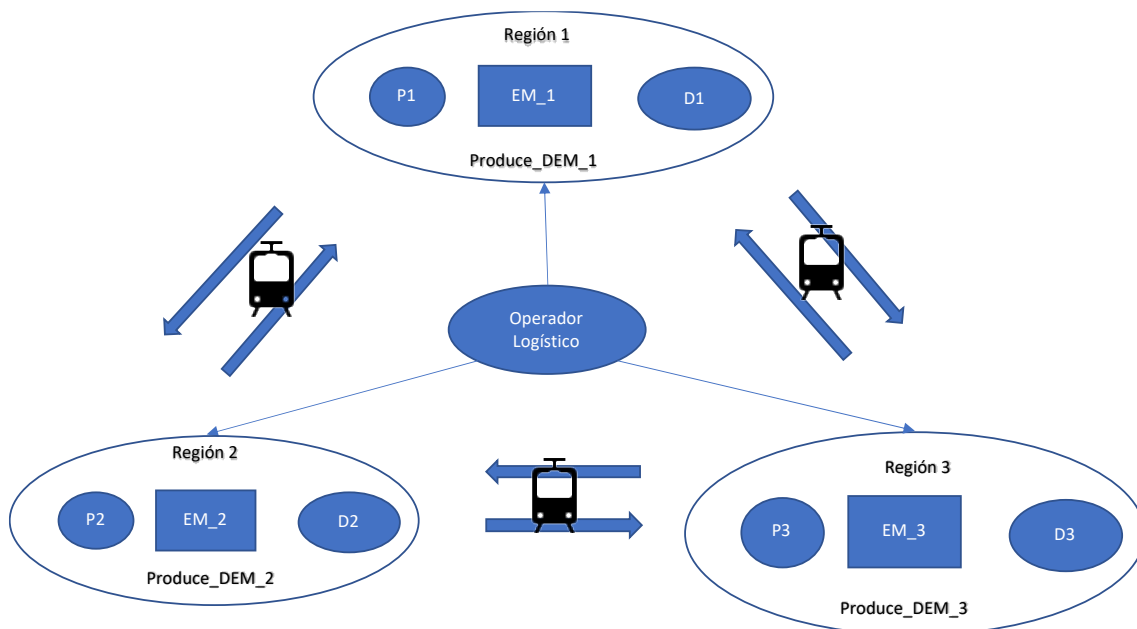 Región 1
P1
EM_1
D1
Produce_DEM_1
Operador
Logístico
Región 2
P2
EM_2
D2
Produce_DEM_2
Región 3
P3
EM_3
D3
Produce_DEM_3